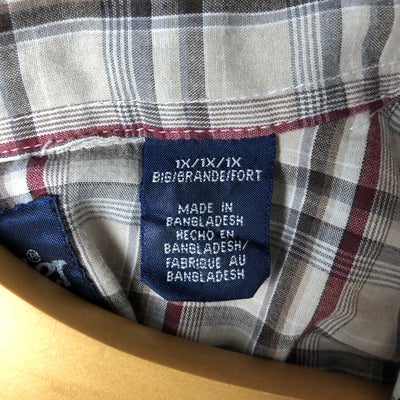 1X/1X/1X
BIG/GRANDE/FORT
MADE IN
BANGLADESH
HECHO EN
BANGLADESH/
FABRIQUE AU
BANGLADESH